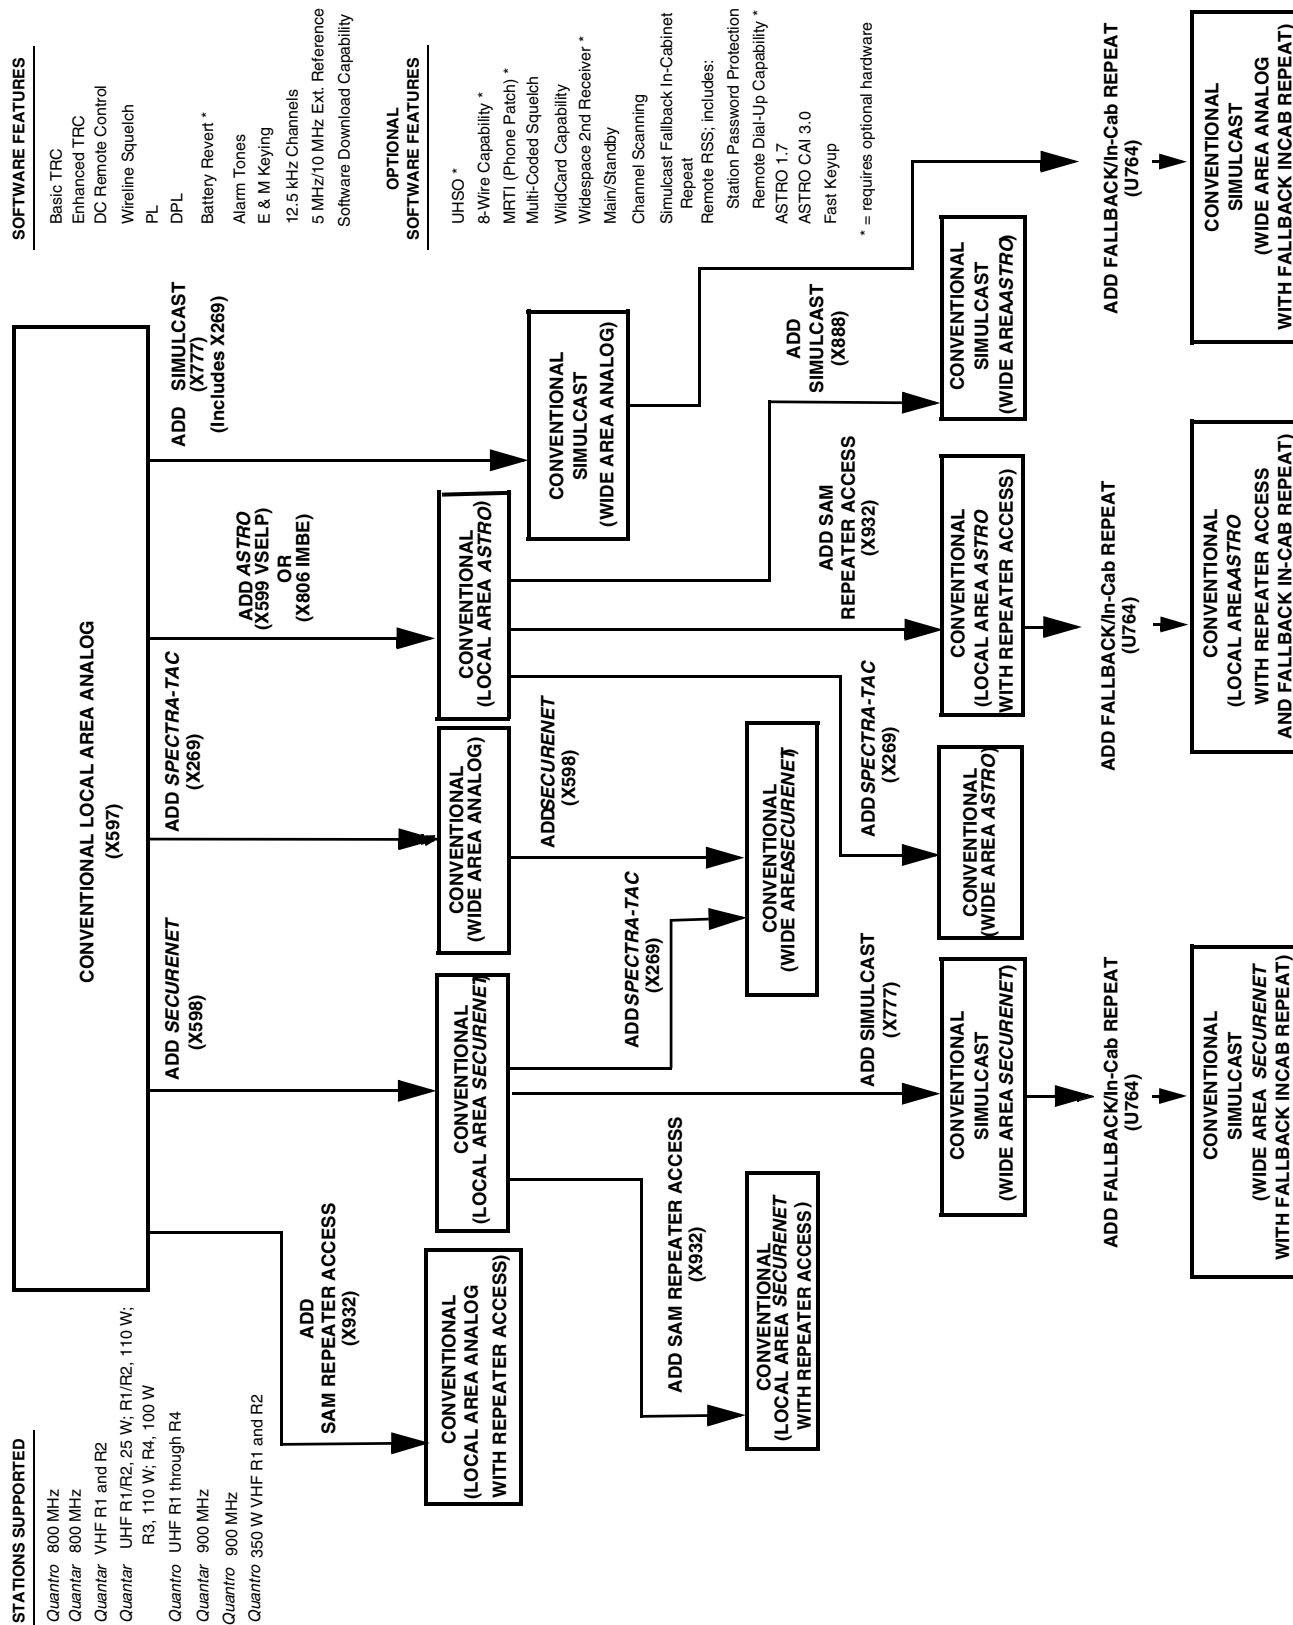 STATIONS SUPPORTED
Quantro 800 MHz
Quantar 800 MHz
Quantar VHF R1 and R2
Quantar UHF R1/R2, 25 W; R1/R2, 110 W;
R3, 110 W; R4, 100 W
Quantro UHF R1 through R4
Quantar 900 MHz
Quantro 900 MHz
Quantro 350 W VHF R1 and R2
CONVENTIONAL LOCAL AREA ANALOG
(X597)
SOFTWARE FEATURES
Basic TRC
Enhanced TRC
DC Remote Control
Wireline Squelch
PL
DPL
Battery Revert *
Alarm Tones
E & M Keying
12.5 kHz Channels
5 MHz/10 MHz Ext. Reference
Software Download Capability
OPTIONAL
SOFTWARE FEATURES
UHSO *
8-Wire Capability *
MRTI (Phone Patch) *
Multi-Coded Squelch
WildCard Capability
Widespace 2nd Receiver *
Main/Standby
Channel Scanning
Simulcast Fallback In-Cabinet
Repeat
Remote RSS; includes:
Station Password Protection
Remote Dial-Up Capability *
ASTRO 1.7
ASTRO CAI 3.0
Fast Keyup
* = requires optional hardware
ADD
SAM REPEATER ACCESS
(X932)
ADD SECURENET
(X598)
ADD SPECTRA-TAC
(X269)
ADD ASTRO
(X599 VSELP)
OR
(X806 IMBE)
ADD SIMULCAST
(X777)
(Includes X269)
CONVENTIONAL
(LOCAL AREA ANALOG
WITH REPEATER ACCESS)
CONVENTIONAL
(LOCAL AREA SECURENET)
CONVENTIONAL
(WIDE AREA ANALOG)
CONVENTIONAL
(LOCAL AREA ASTRO)
CONVENTIONAL
SIMULCAST
(WIDE AREA ANALOG)
ADD SAM REPEATER ACCESS
(X932)
ADD SPECTRA-TAC
(X269)
ADD SECURENET
(X598)
CONVENTIONAL
(LOCAL AREA SECURENET
WITH REPEATER ACCESS)
CONVENTIONAL
(WIDE AREA SECURENET)
ADD SIMULCAST
(X777)
ADD SPECTRA-TAC
(X269)
ADD SAM
REPEATER ACCESS
(X932)
ADD
SIMULCAST
(X888)
CONVENTIONAL
SIMULCAST
(WIDE AREA SECURENET)
CONVENTIONAL
(WIDE AREA ASTRO)
CONVENTIONAL
(LOCAL AREA ASTRO
WITH REPEATER ACCESS)
CONVENTIONAL
SIMULCAST
(WIDE AREA ASTRO)
ADD FALLBACK/In-Cab REPEAT
(U764)
ADD FALLBACK/In-Cab REPEAT
(U764)
ADD FALLBACK/In-Cab REPEAT
(U764)
CONVENTIONAL
SIMULCAST
(WIDE AREA SECURENET
WITH FALLBACK INCAB REPEAT)
CONVENTIONAL
(LOCAL AREA ASTRO
WITH REPEATER ACCESS
AND FALLBACK IN-CAB REPEAT)
CONVENTIONAL
SIMULCAST
(WIDE AREA ANALOG
WITH FALLBACK INCAB REPEAT)